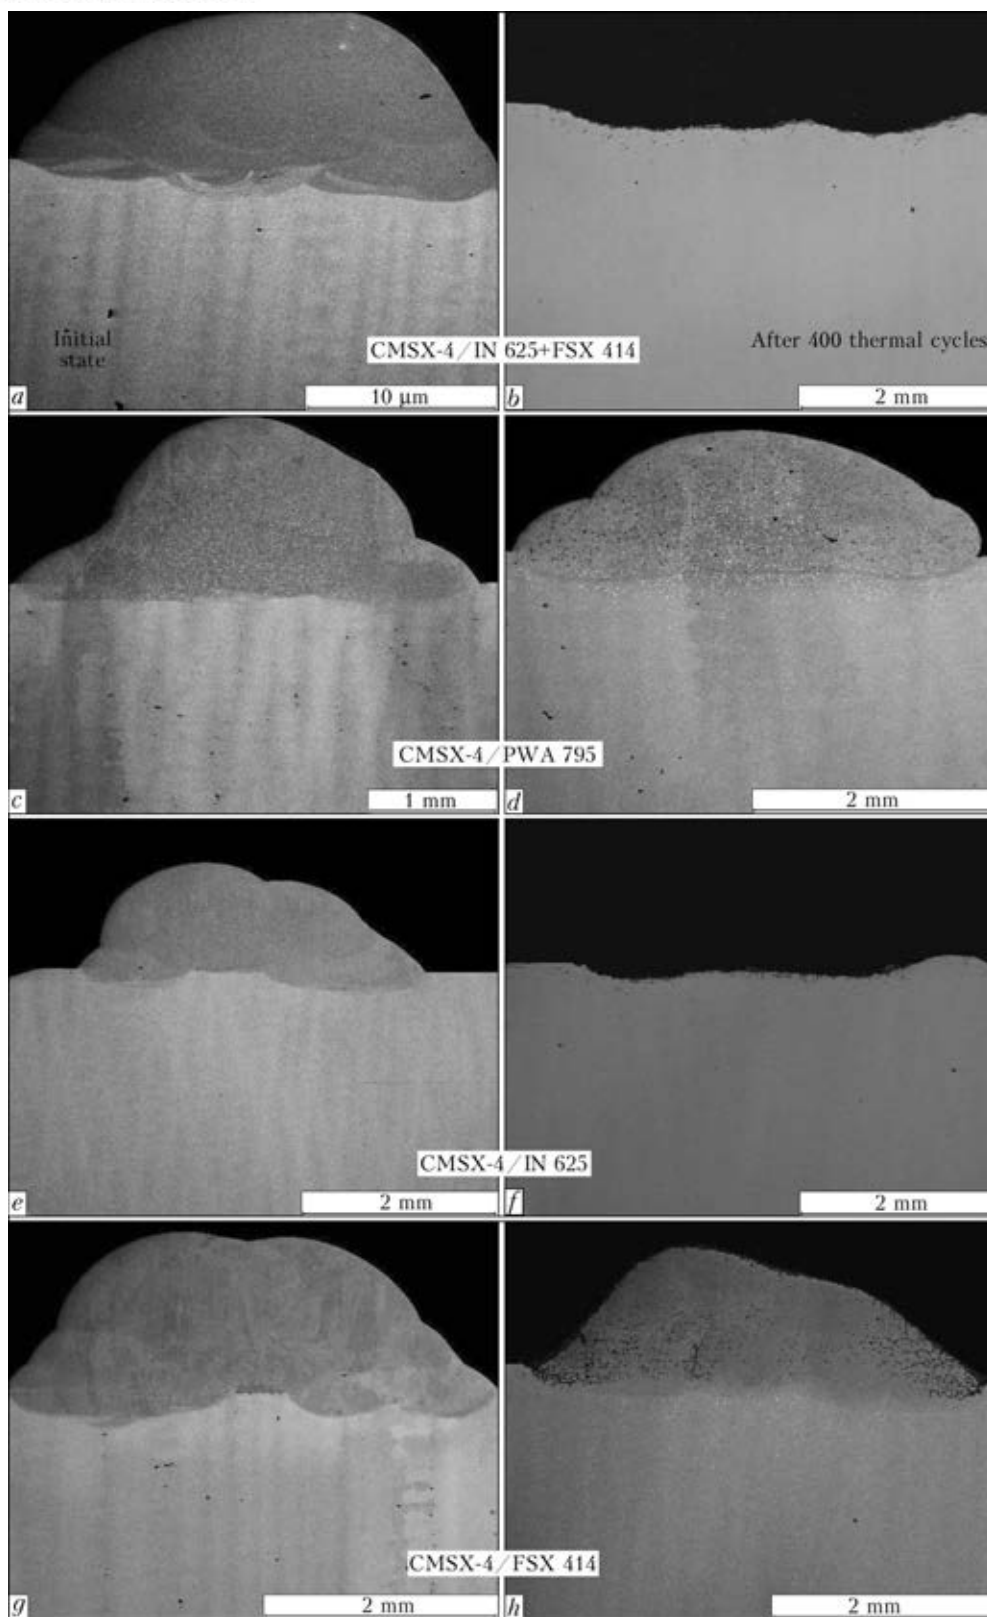 Initial
state
CMSX-4/IN 625+FSX 414
After 400 thermal cycles
a
10 µm
b
2 mm
CMSX-4/PWA 795
c
1 mm
d
2 mm
CMSX-4/IN 625
e
2 mm
f
2 mm
CMSX-4/FSX 414
g
2 mm
h
2 mm